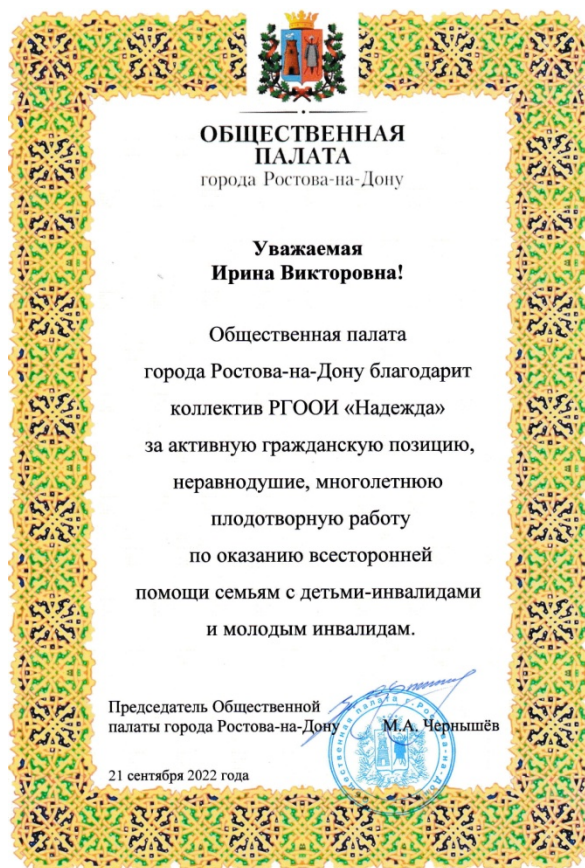 ОБЩЕСТВЕННАЯ
ПАЛАТА
города Ростова-на-Дону
Уважаемая
Ирина Викторовна!
Общественная палата
города Ростова-на-Дону благодарит
коллектив РГООИ «Надежда»
за активную гражданскую позицию,
неравнодушие, многолетнюю
плодотворную работу
по оказанию всесторонней
помощи семьям с детьми-инвалидами
и молодым инвалидам.
Председатель Общественной
палаты города Ростова-на-Дону М.А. Чернышёв
21 сентября 2022 года